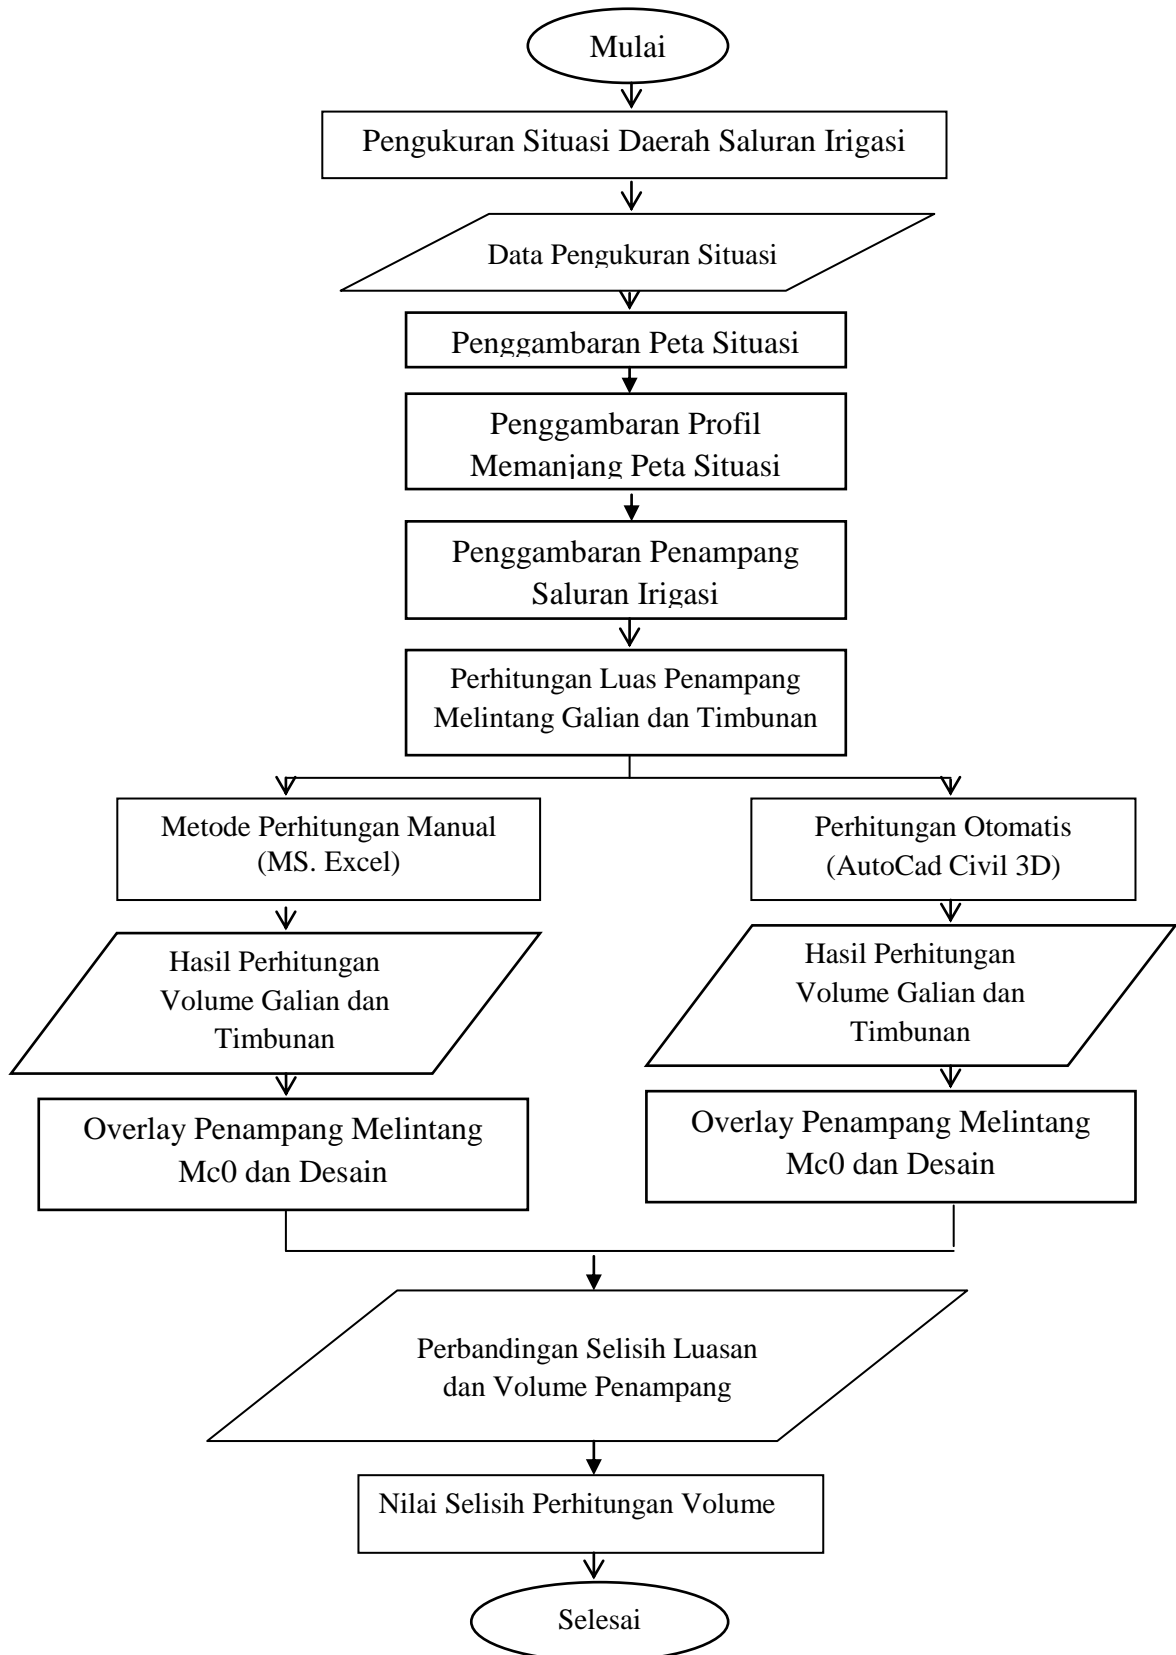 Mulai
Pengukuran Situasi Daerah Saluran Irigasi
Data Pengukuran Situasi
Penggambaran Peta Situasi
Penggambaran Profil
Memanjang Peta Situasi
Penggambaran Penampang
Saluran Irigasi
Perhitungan Luas Penampang
Melintang Galian dan Timbunan
Metode Perhitungan Manual
(MS. Excel)
Perhitungan Otomatis
(AutoCad Civil 3D)
Hasil Perhitungan
Volume Galian dan
Timbunan
Hasil Perhitungan
Volume Galian dan
Timbunan
Overlay Penampang Melintang
Mc0 dan Desain
Overlay Penampang Melintang
Mc0 dan Desain
Perbandingan Selisih Luasan
dan Volume Penampang
Nilai Selisih Perhitungan Volume
Selesai